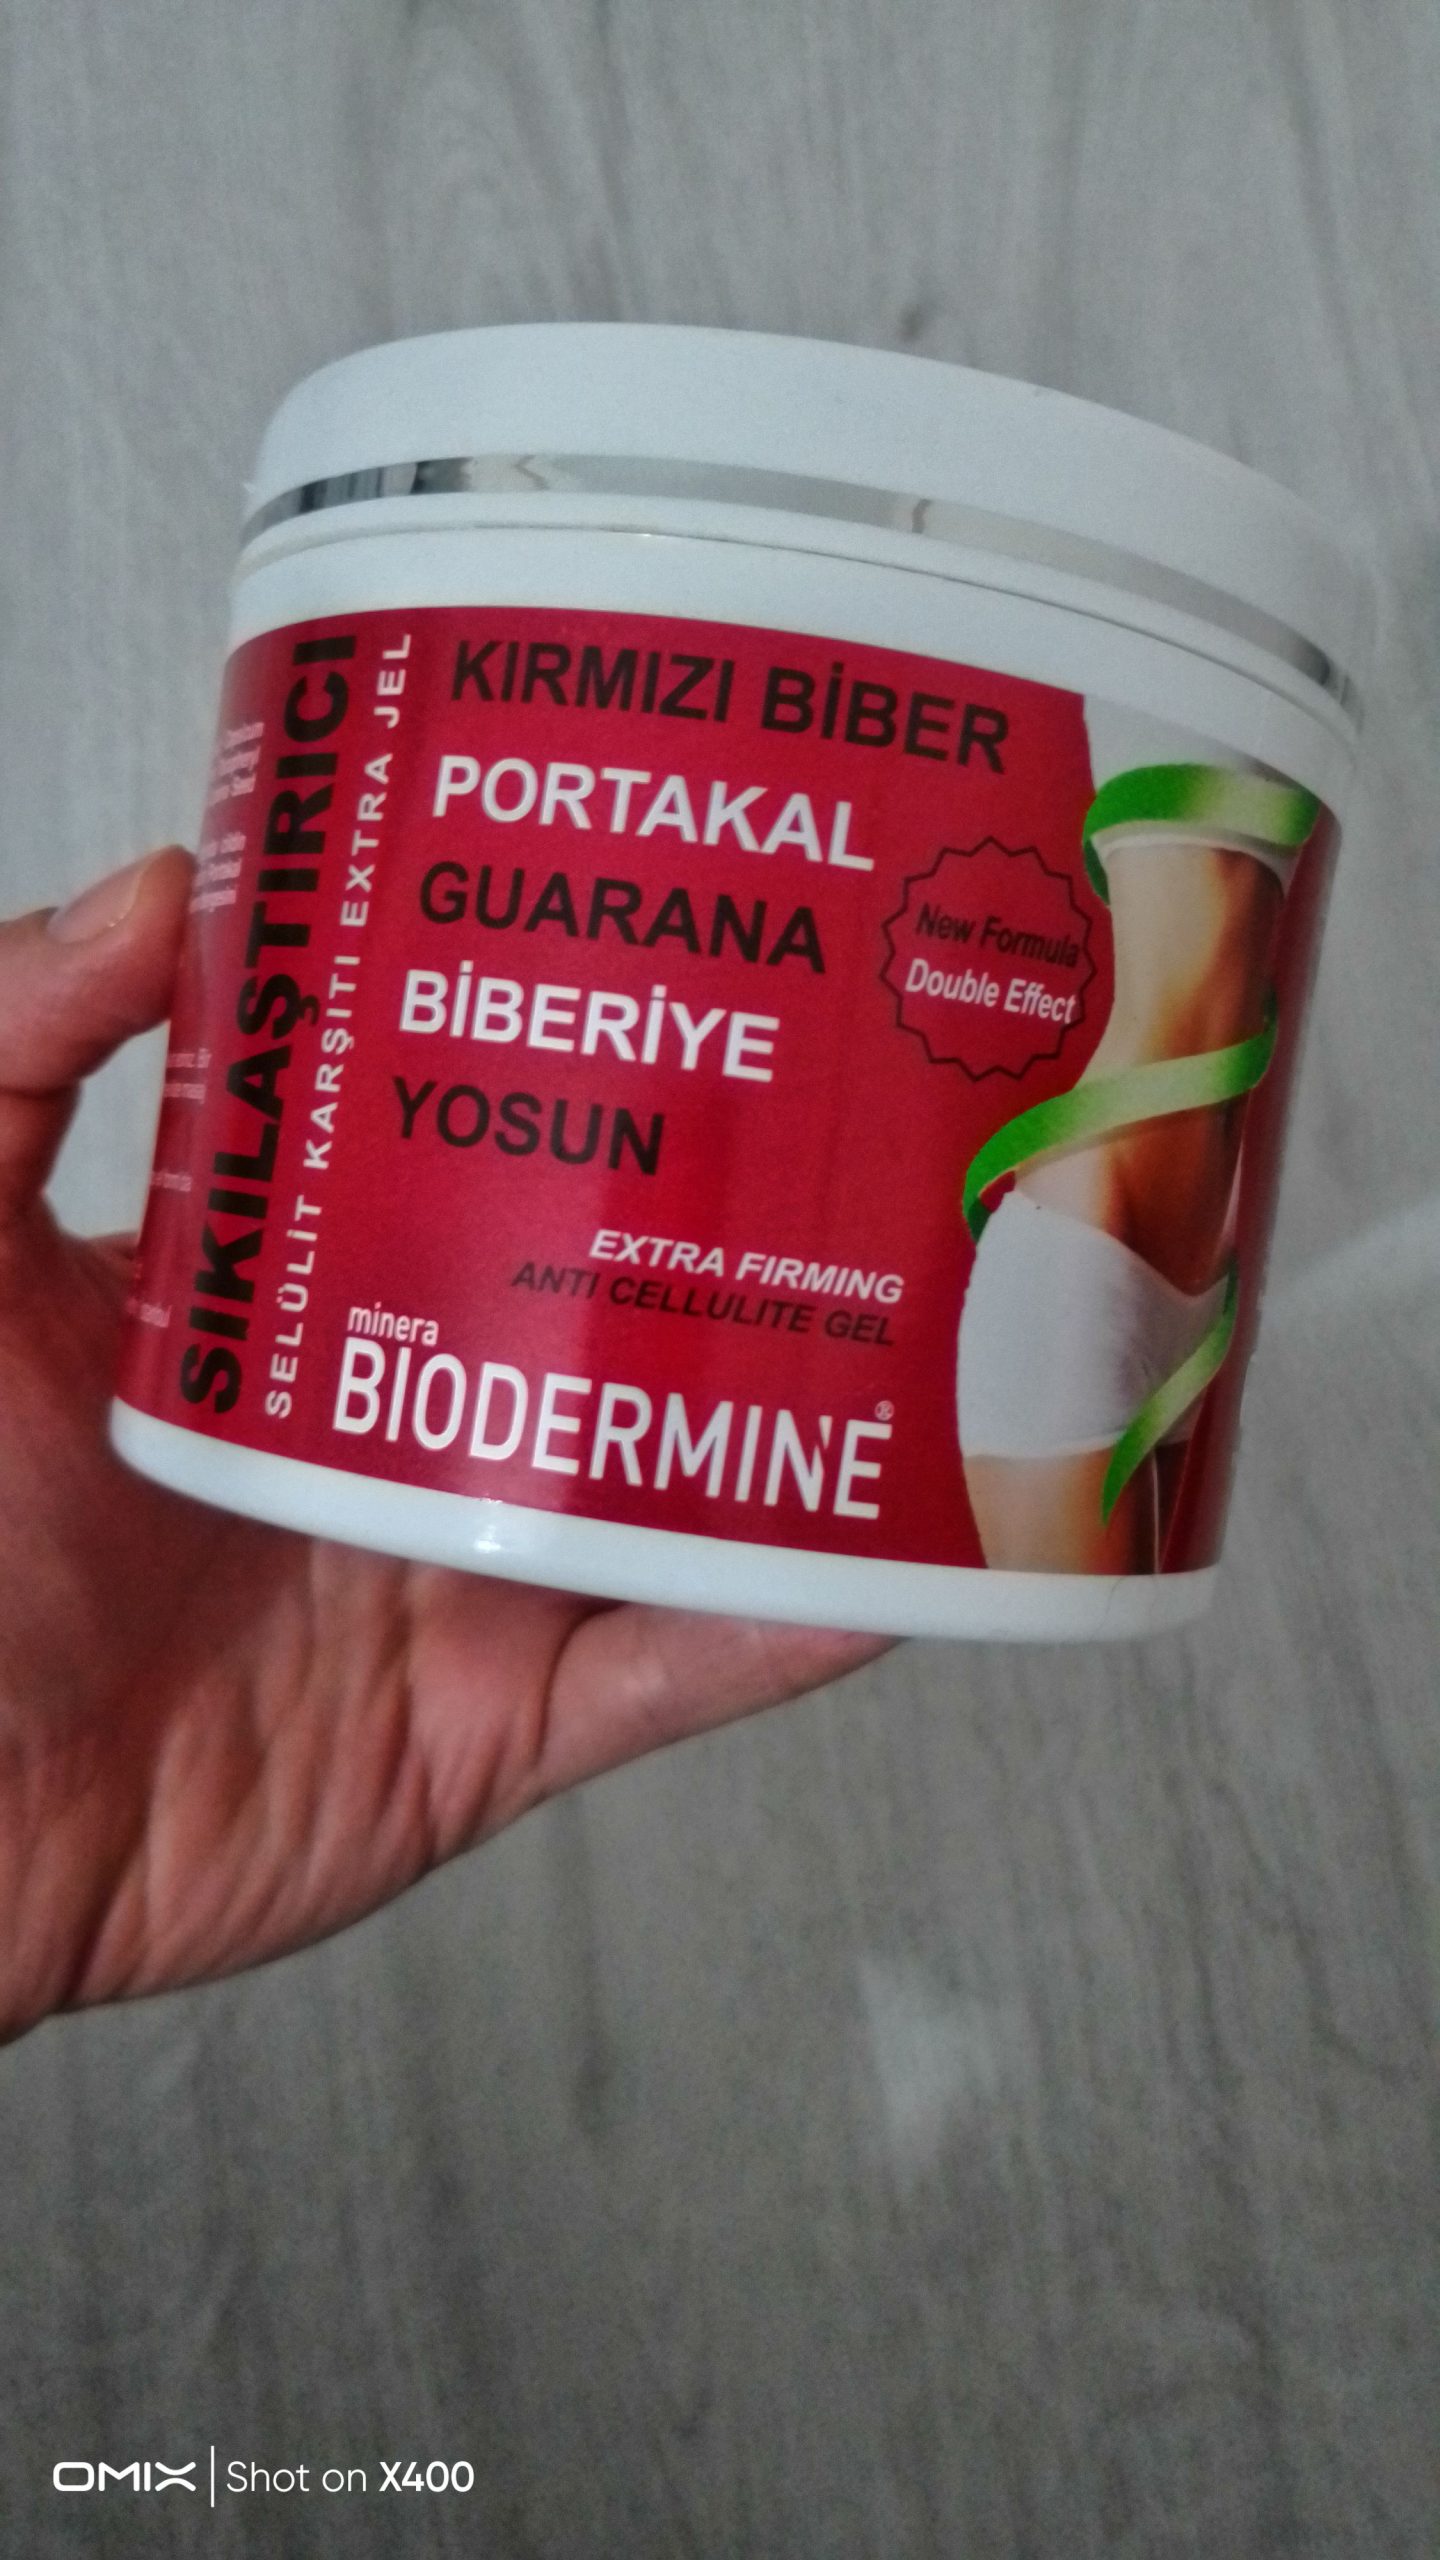 SIKILAŞTIRICI
SELÜLİT KARŞITI EXTRA JEL
KIRMIZI BİBER
PORTAKAL
GUARANA
BİBERİYE
YOSUN
New Formula
Double Effect
EXTRA FIRMING
ANTI CELLULITE GEL
minera
BIODERMINE®
OMIX | Shot on X400